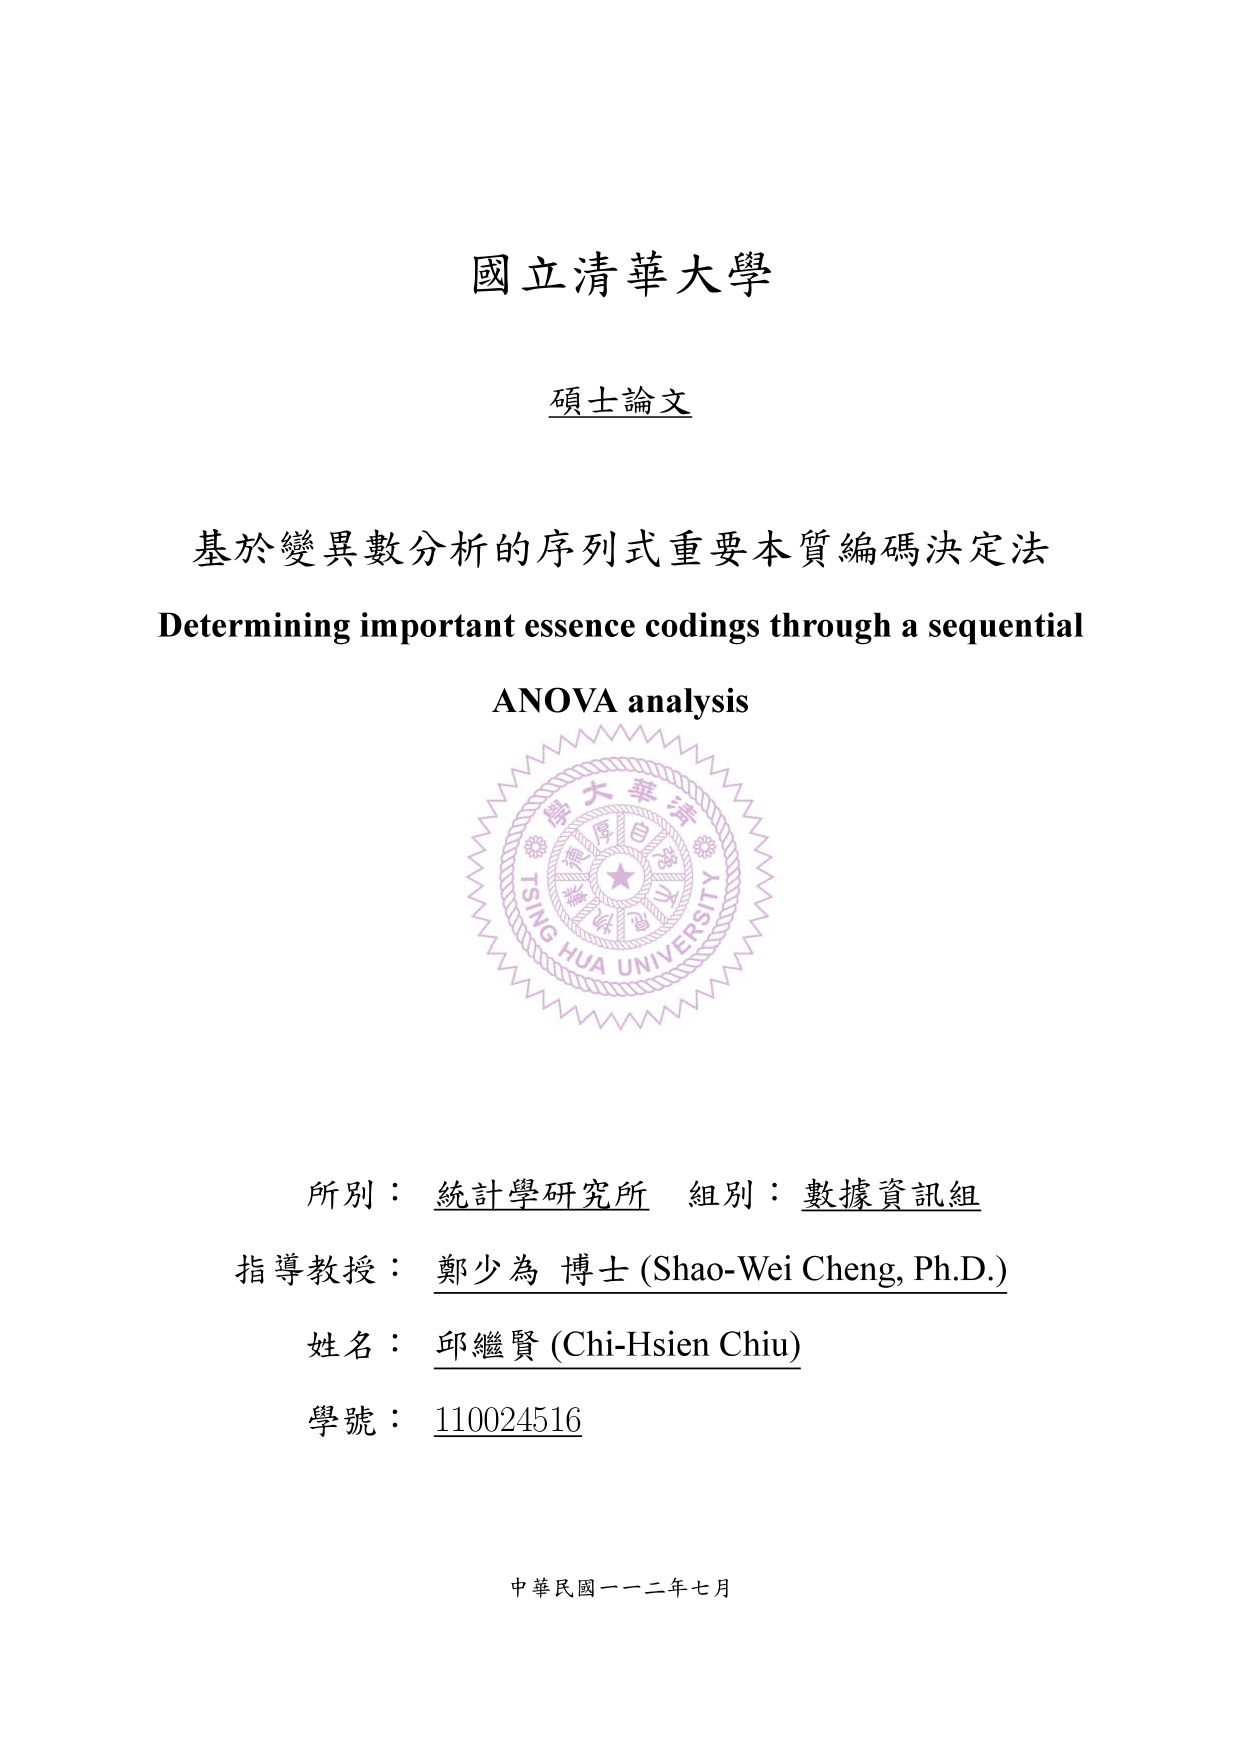 國立清華大學
碩士論文
基於變異數分析的序列式重要本質編碼決定法
Determining important essence codings through a sequential
ANOVA analysis
學大華清
自強不息
厚德載物
TSING HUA UNIVERSITY
所別： 統計學研究所 組別： 數據資訊組
指導教授： 鄭少為 博士 (Shao-Wei Cheng, Ph.D.)
姓名： 邱繼賢 (Chi-Hsien Chiu)
學號： 110024516
中華民國一一二年七月